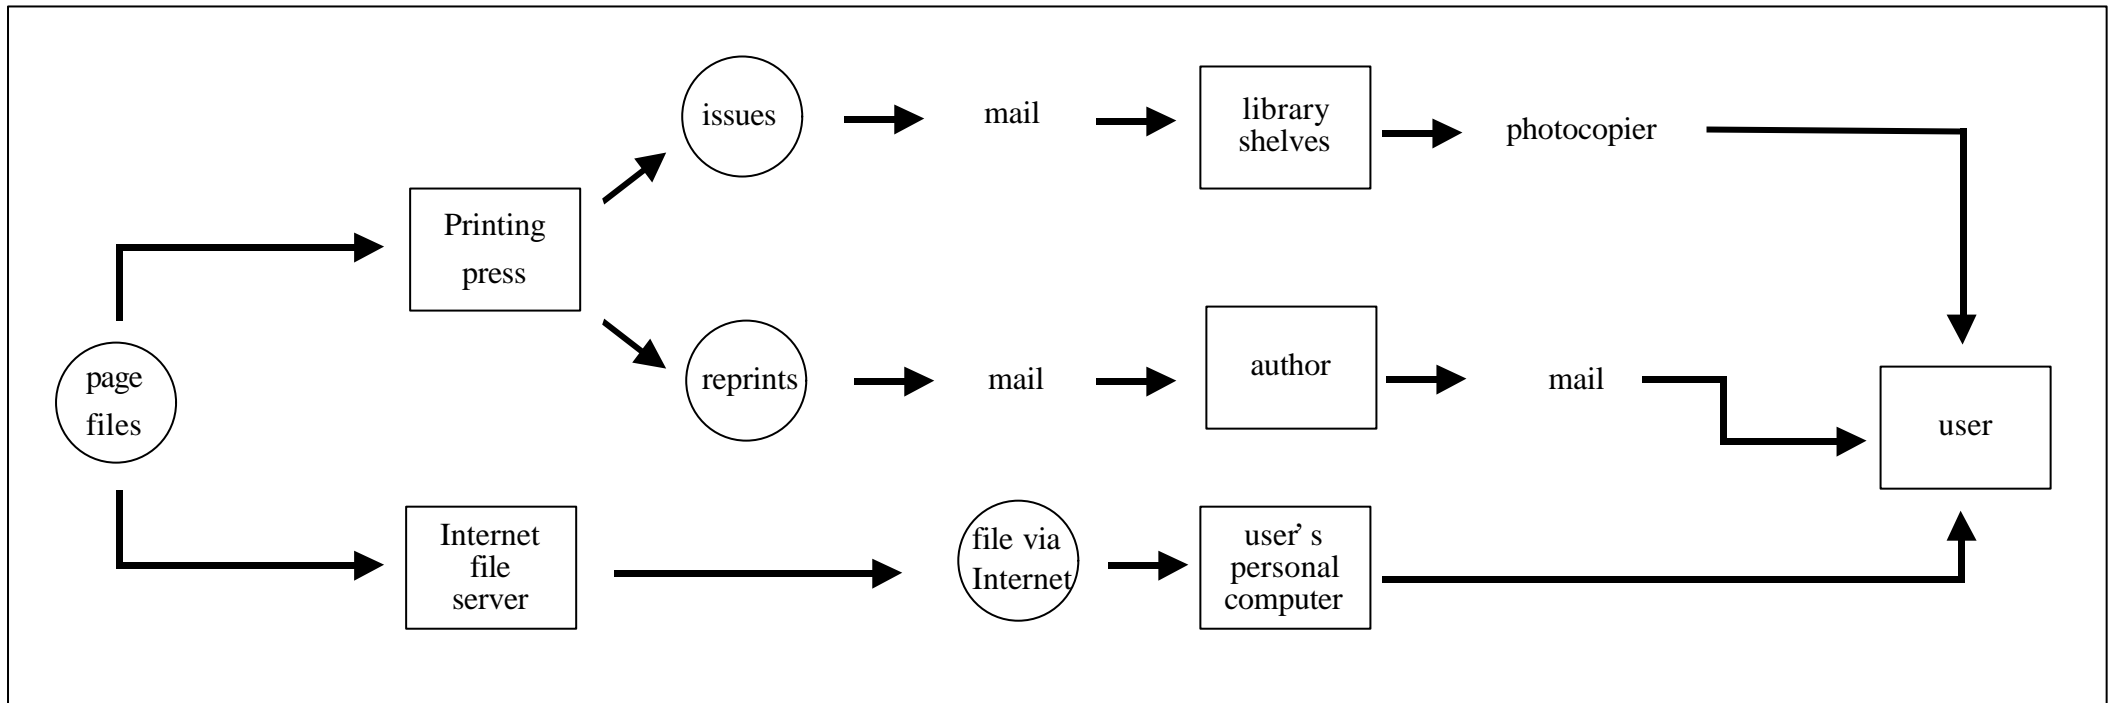 issues
mail
library
shelves
photocopier
Printing
press
page
files
reprints
mail
author
mail
user
Internet
file
server
file via
Internet
user’s
personal
computer